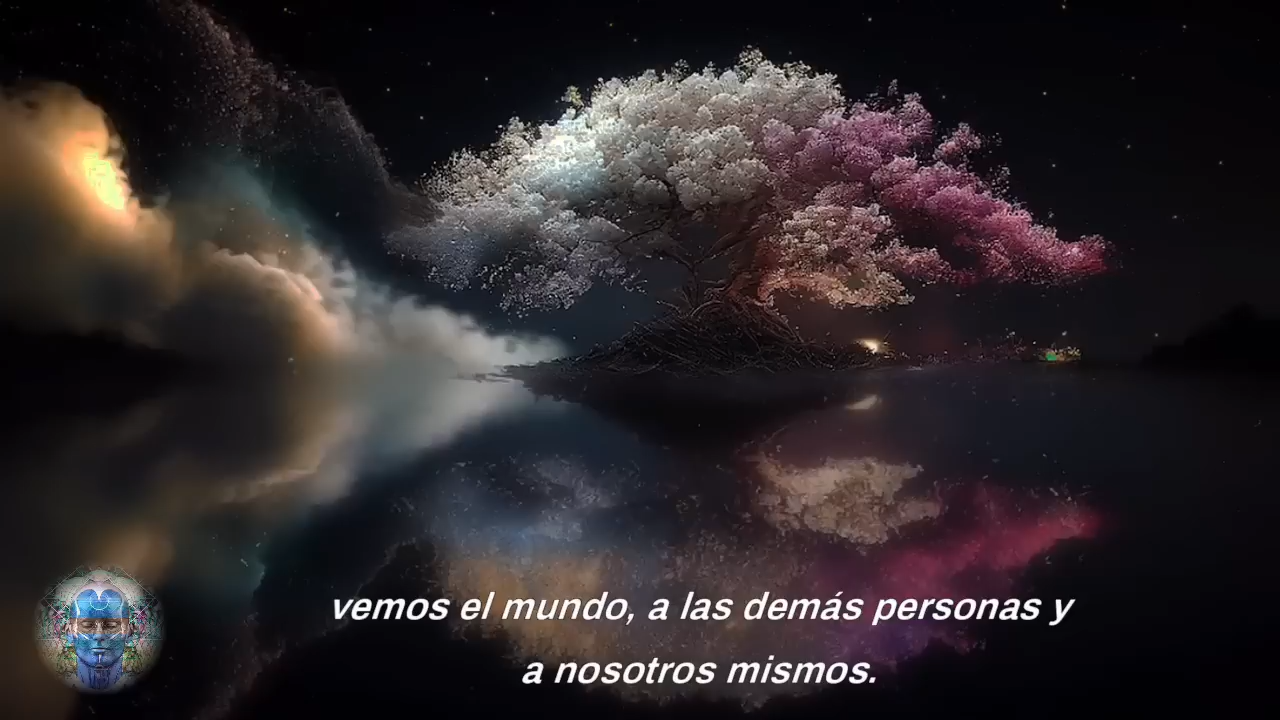 vemos el mundo, a las demás personas y
a nosotros mismos.